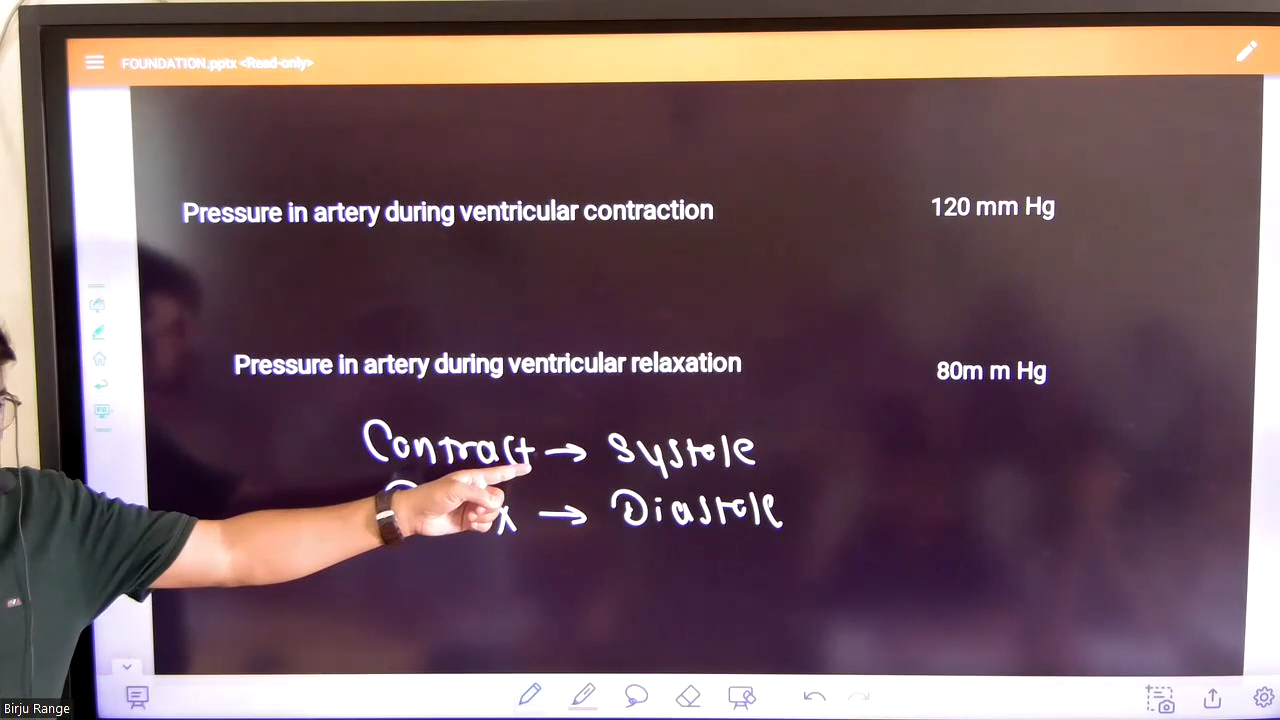 FOUNDATION.pptx <Read-only>
Pressure in artery during ventricular contraction 120 mm Hg
Pressure in artery during ventricular relaxation 80m m Hg
Contract → Systole
→ Diastole
Birju Range